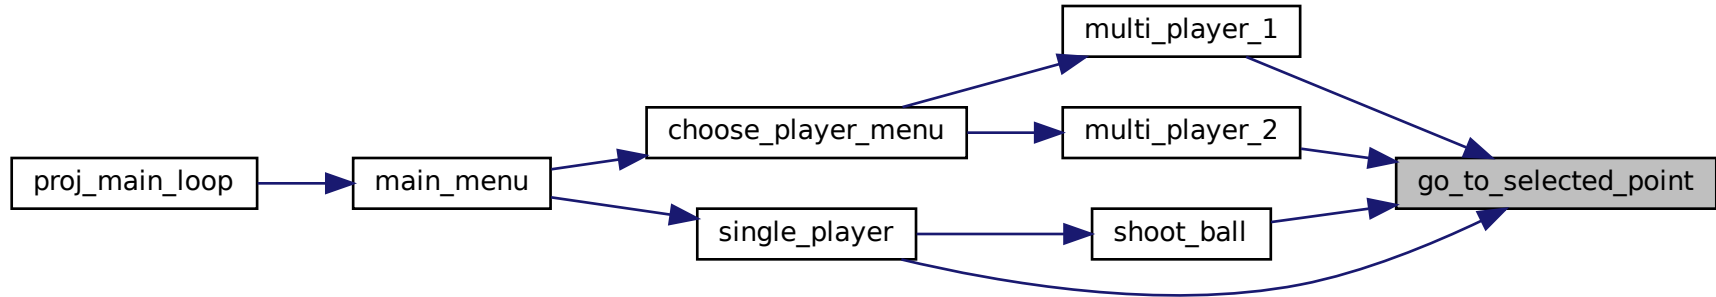 multi_player_1
choose_player_menu
multi_player_2
proj_main_loop
main_menu
go_to_selected_point
single_player
shoot_ball